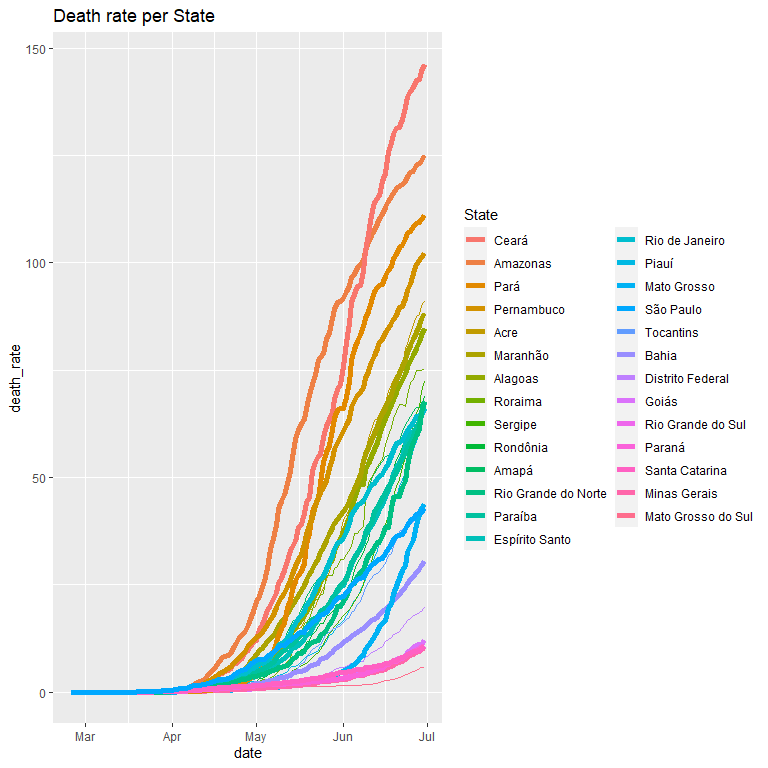 Death rate per State
150
100
50
0
death_rate
Mar Apr May Jun Jul
date
State
Ceará
Amazonas
Pará
Pernambuco
Acre
Maranhão
Alagoas
Roraima
Sergipe
Rondônia
Amapá
Rio Grande do Norte
Paraíba
Espírito Santo
Rio de Janeiro
Piauí
Mato Grosso
São Paulo
Tocantins
Bahia
Distrito Federal
Goiás
Rio Grande do Sul
Paraná
Santa Catarina
Minas Gerais
Mato Grosso do Sul